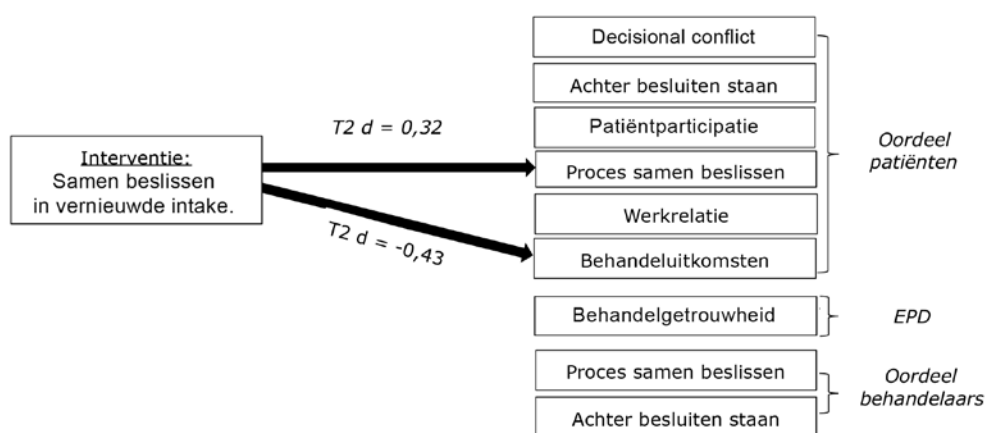 Interventie:
Samen beslissen
in vernieuwde intake.
T2 d = 0,32
T2 d = -0,43
Decisional conflict
Achter besluiten staan
Patiëntparticipatie
Proces samen beslissen
Werkrelatie
Behandeluitkomsten
Oordeel
patiënten
Behandelgetrouwheid
EPD
Proces samen beslissen
Achter besluiten staan
Oordeel
behandelaars